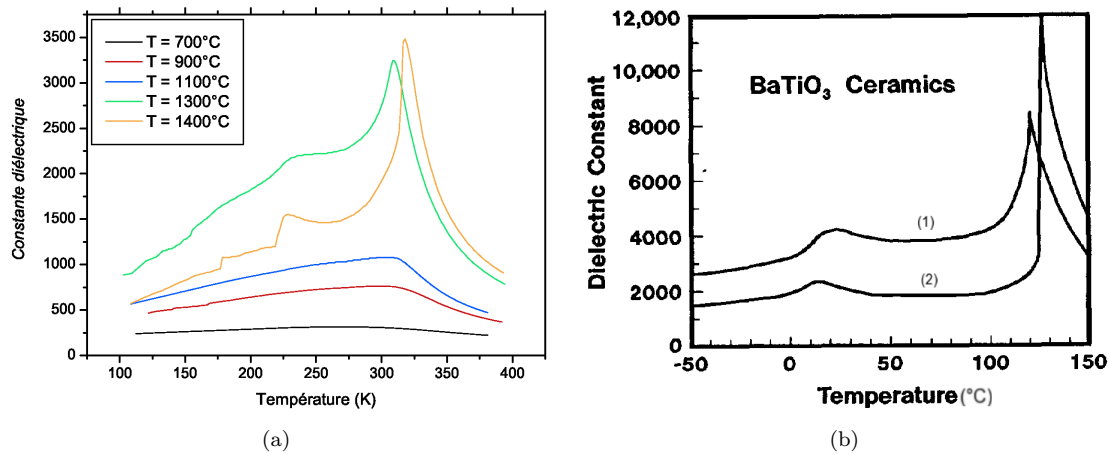 Constante diélectrique
3500
3000
2500
2000
1500
1000
500
0
T = 700°C
T = 900°C
T = 1100°C
T = 1300°C
T = 1400°C
100 150 200 250 300 350 400
Température (K)
(a)
Dielectric Constant
12,000
10,000
8000
6000
4000
2000
0
BaTiO3 Ceramics
(1)
(2)
-50 0 50 100 150
Temperature (°C)
(b)